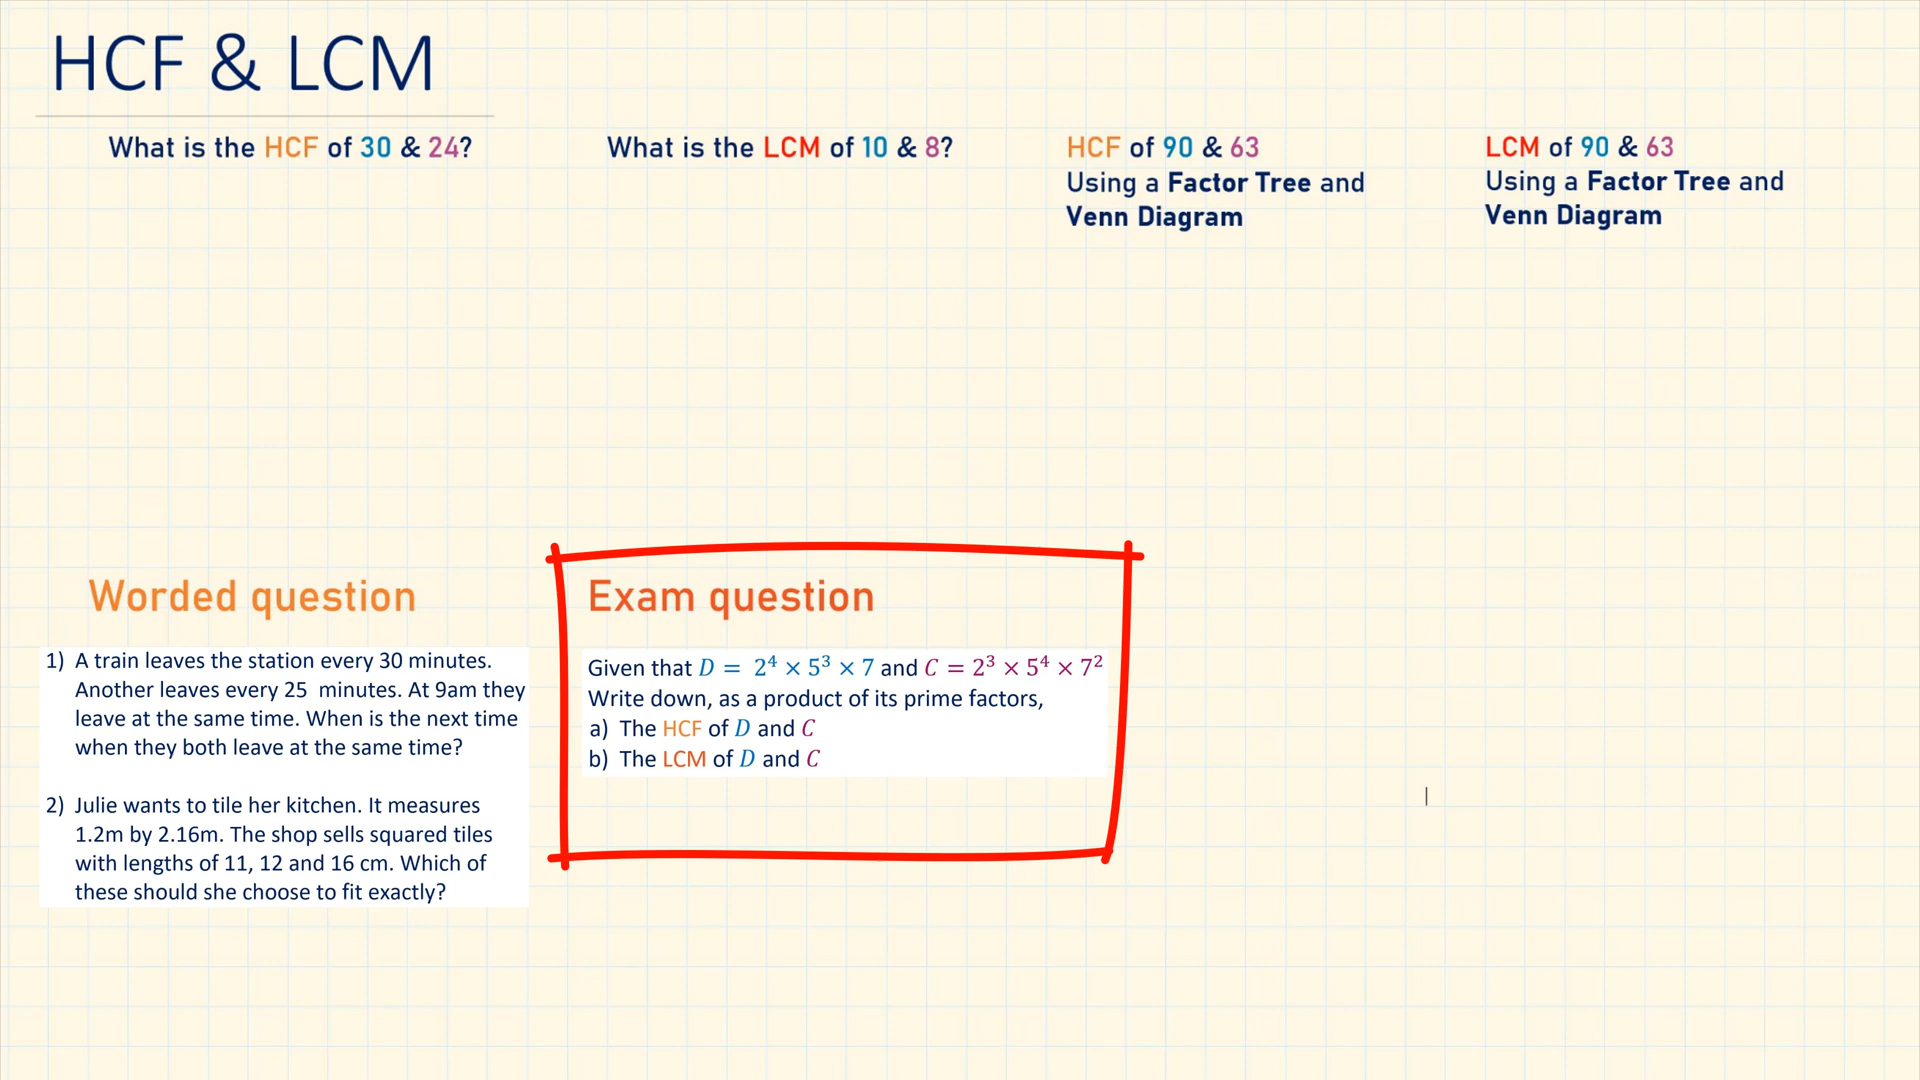 HCF & LCM
What is the HCF of 30 & 24?
What is the LCM of 10 & 8?
HCF of 90 & 63
Using a Factor Tree and
Venn Diagram
LCM of 90 & 63
Using a Factor Tree and
Venn Diagram
Worded question
1) A train leaves the station every 30 minutes.
Another leaves every 25 minutes. At 9am they
leave at the same time. When is the next time
when they both leave at the same time?
2) Julie wants to tile her kitchen. It measures
1.2m by 2.16m. The shop sells squared tiles
with lengths of 11, 12 and 16 cm. Which of
these should she choose to fit exactly?
Exam question
Given that D = 2⁴ × 5³ × 7 and C = 2³ × 5⁴ × 7²
Write down, as a product of its prime factors,
a) The HCF of D and C
b) The LCM of D and C